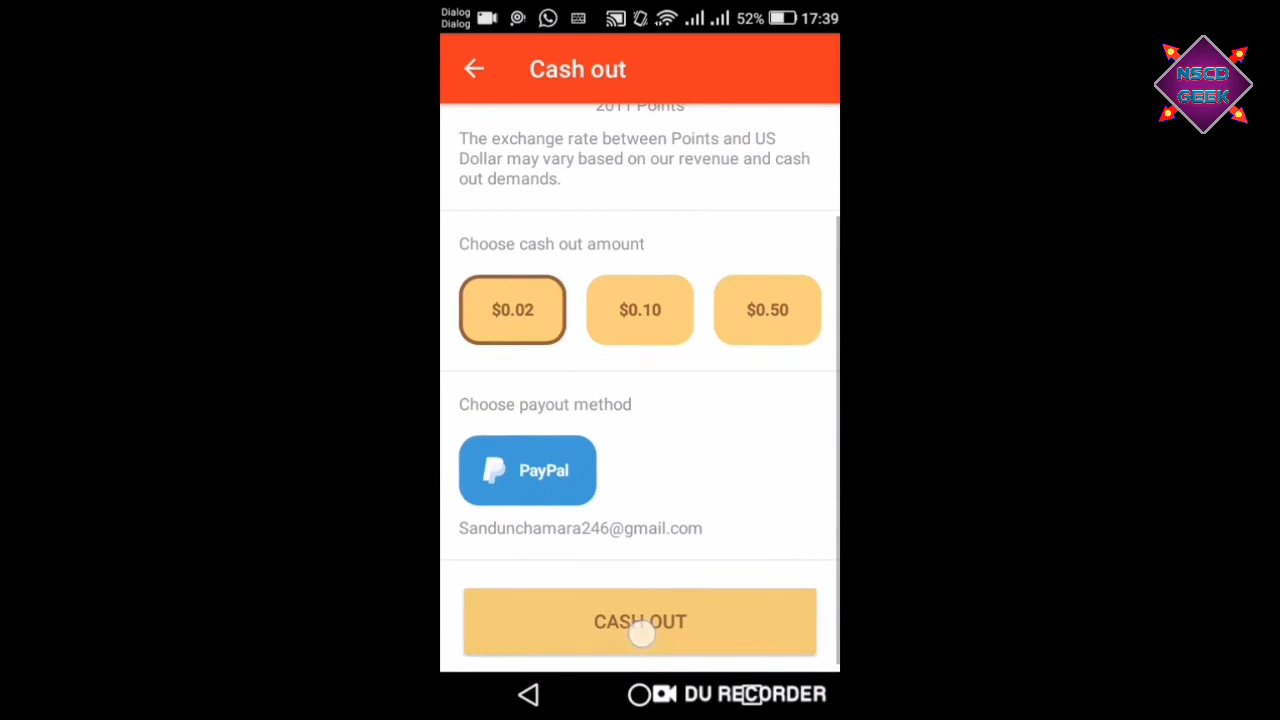 Dialog
Dialog
52% 17:39
Cash out
2011 Points
The exchange rate between Points and US
Dollar may vary based on our revenue and cash
out demands.
Choose cash out amount
$0.02 $0.10 $0.50
Choose payout method
PayPal
Sandunchamara246@gmail.com
CASH OUT
DU RECORDER
NSCD
GEEK